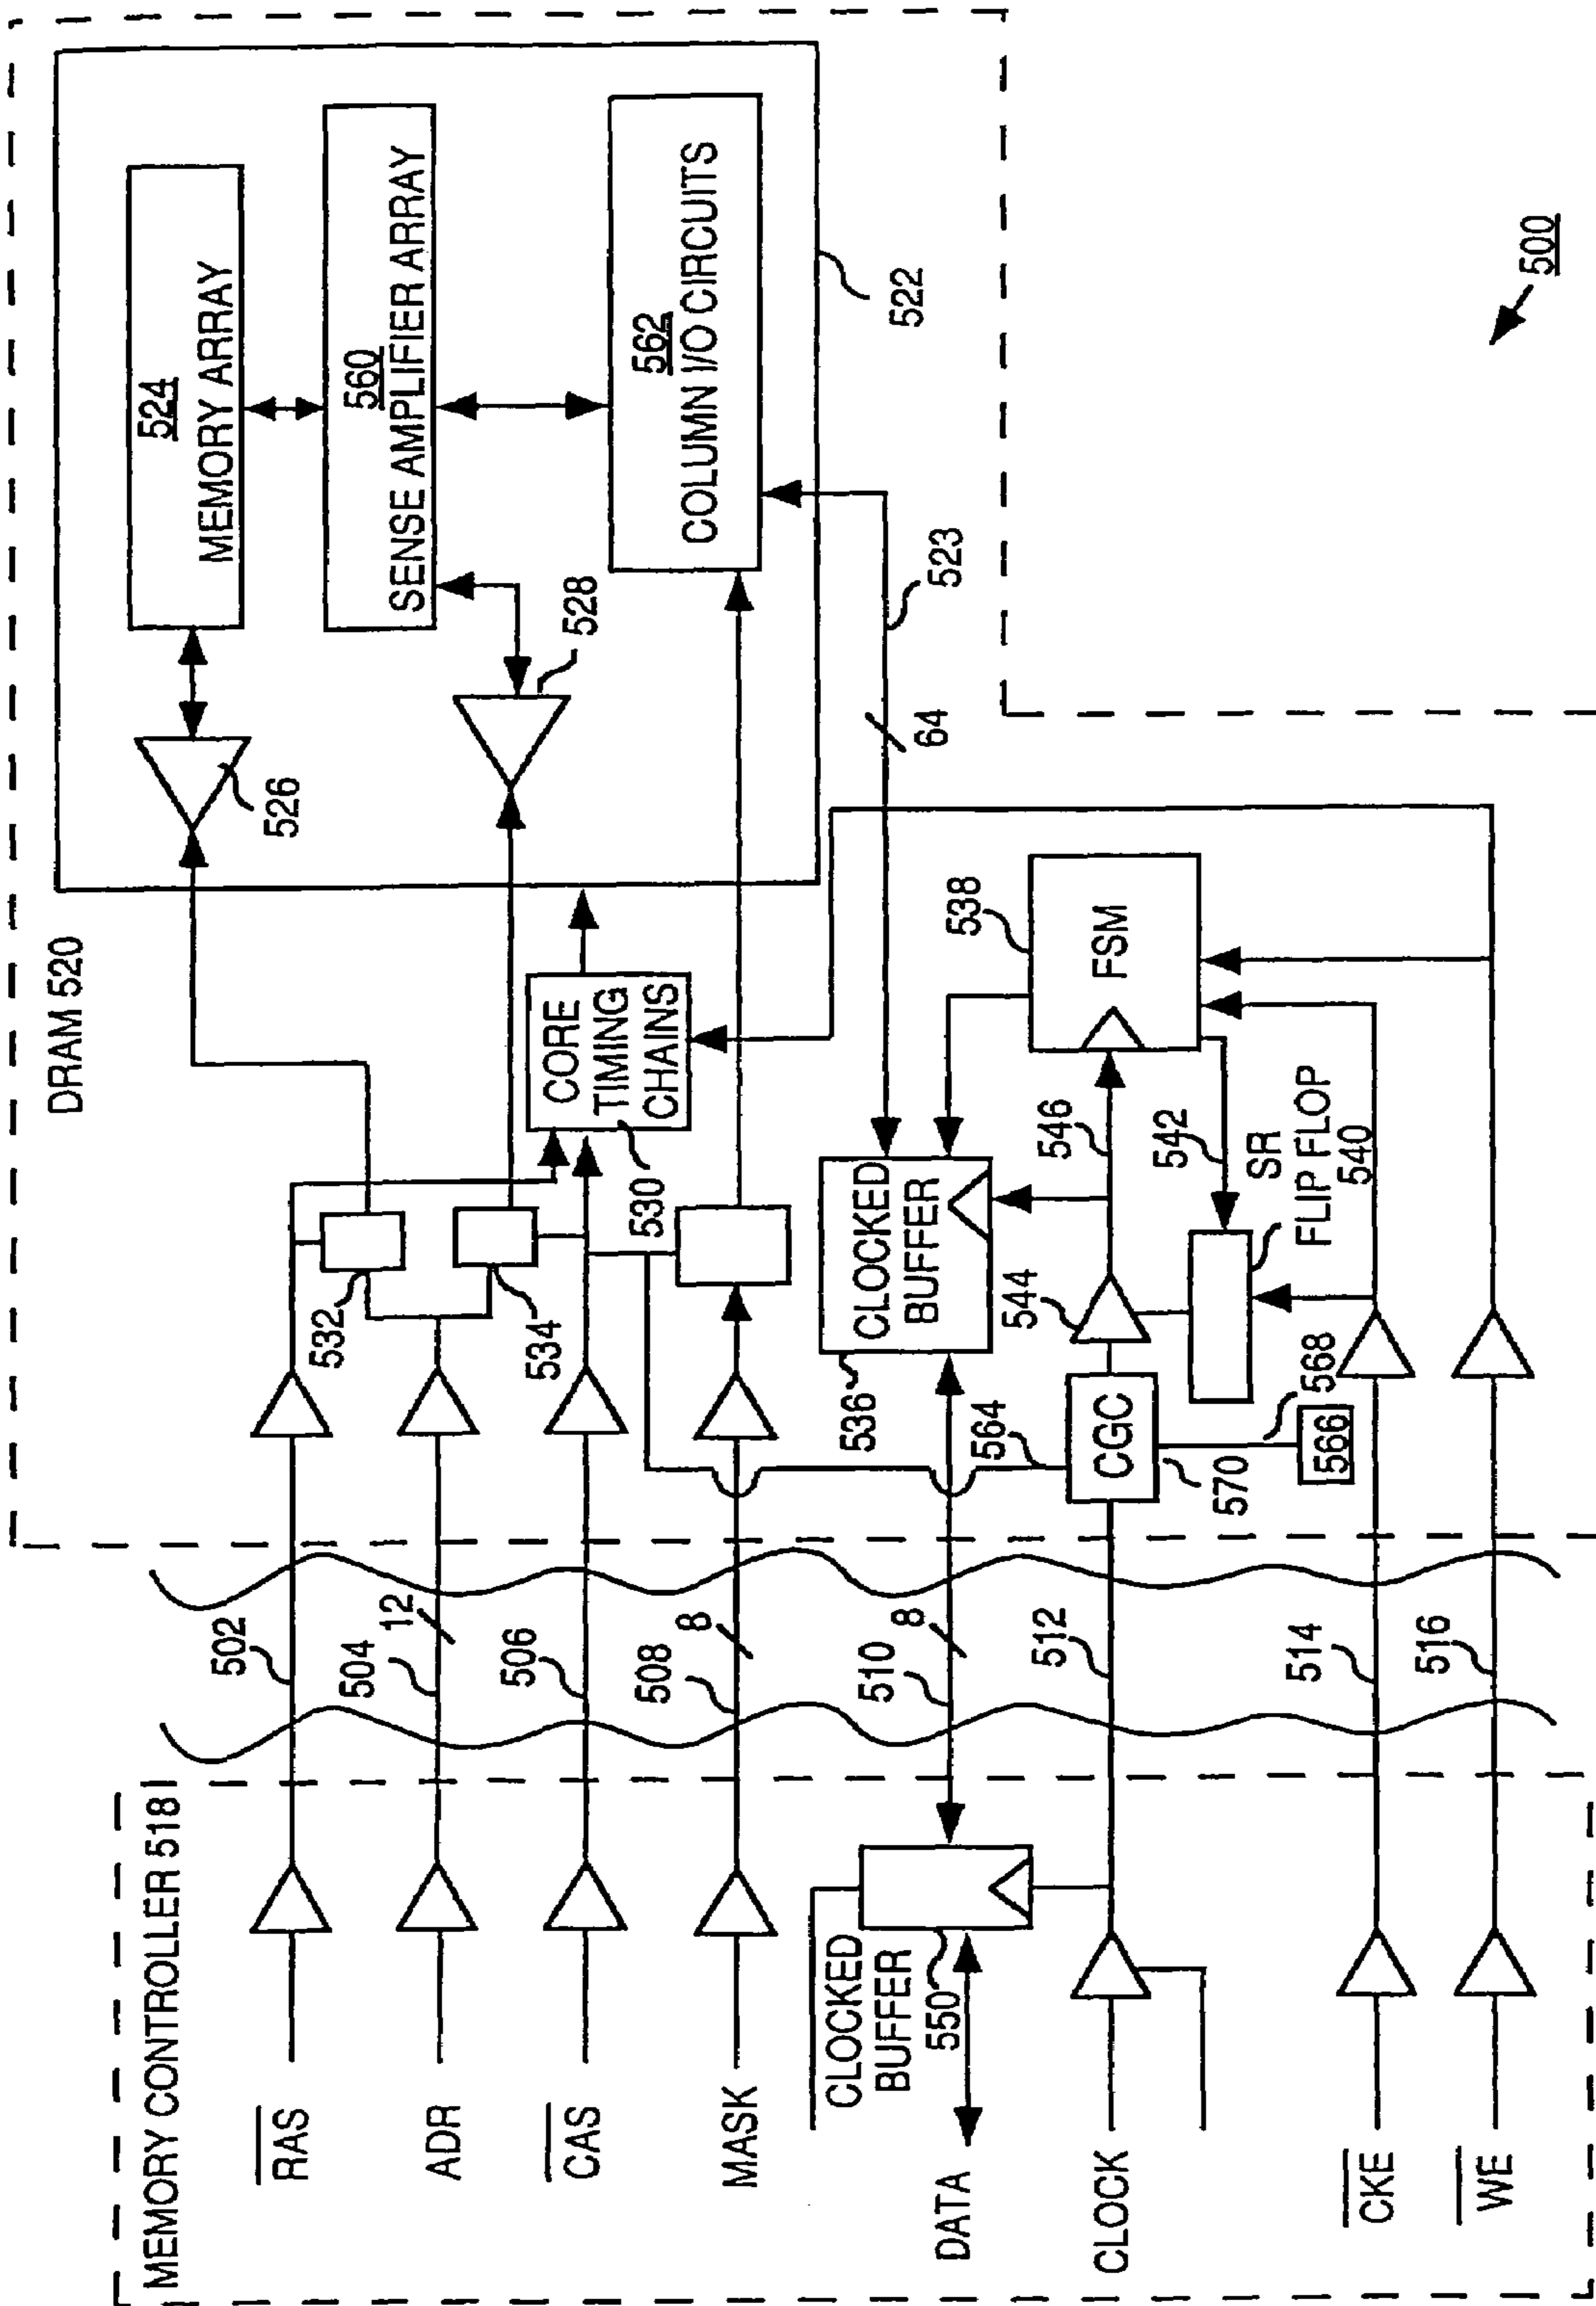 MEMORY CONTROLLER 518
RAS
ADR
CAS
MASK
DATA
CLOCK
CKE
WE
CLOCKED
BUFFER
550
502
504
12
506
508
8
510
8
512
514
516
DRAM 520
532
534
530
CORE
TIMING
CHAINS
536
CLOCKED
BUFFER
564
CGC
570
568
566
544
546
542
SR
FLIP FLOP
540
538
FSM
526
528
524
MEMORY ARRAY
560
SENSE AMPLIFIER ARRAY
562
COLUMN I/O CIRCUITS
522
523
64
500